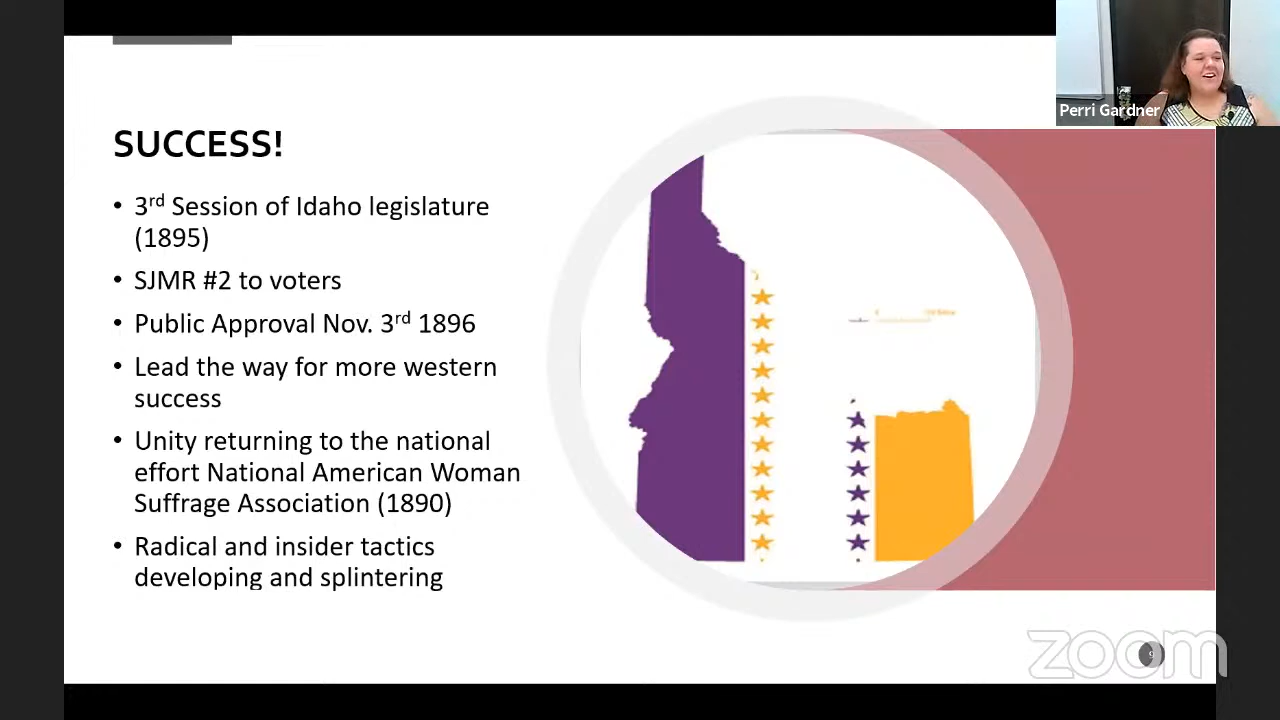 Perri Gardner
SUCCESS!
• 3rd Session of Idaho legislature
(1895)
• SJMR #2 to voters
• Public Approval Nov. 3rd 1896
• Lead the way for more western
success
• Unity returning to the national
effort National American Woman
Suffrage Association (1890)
• Radical and insider tactics
developing and splintering
zoom
9